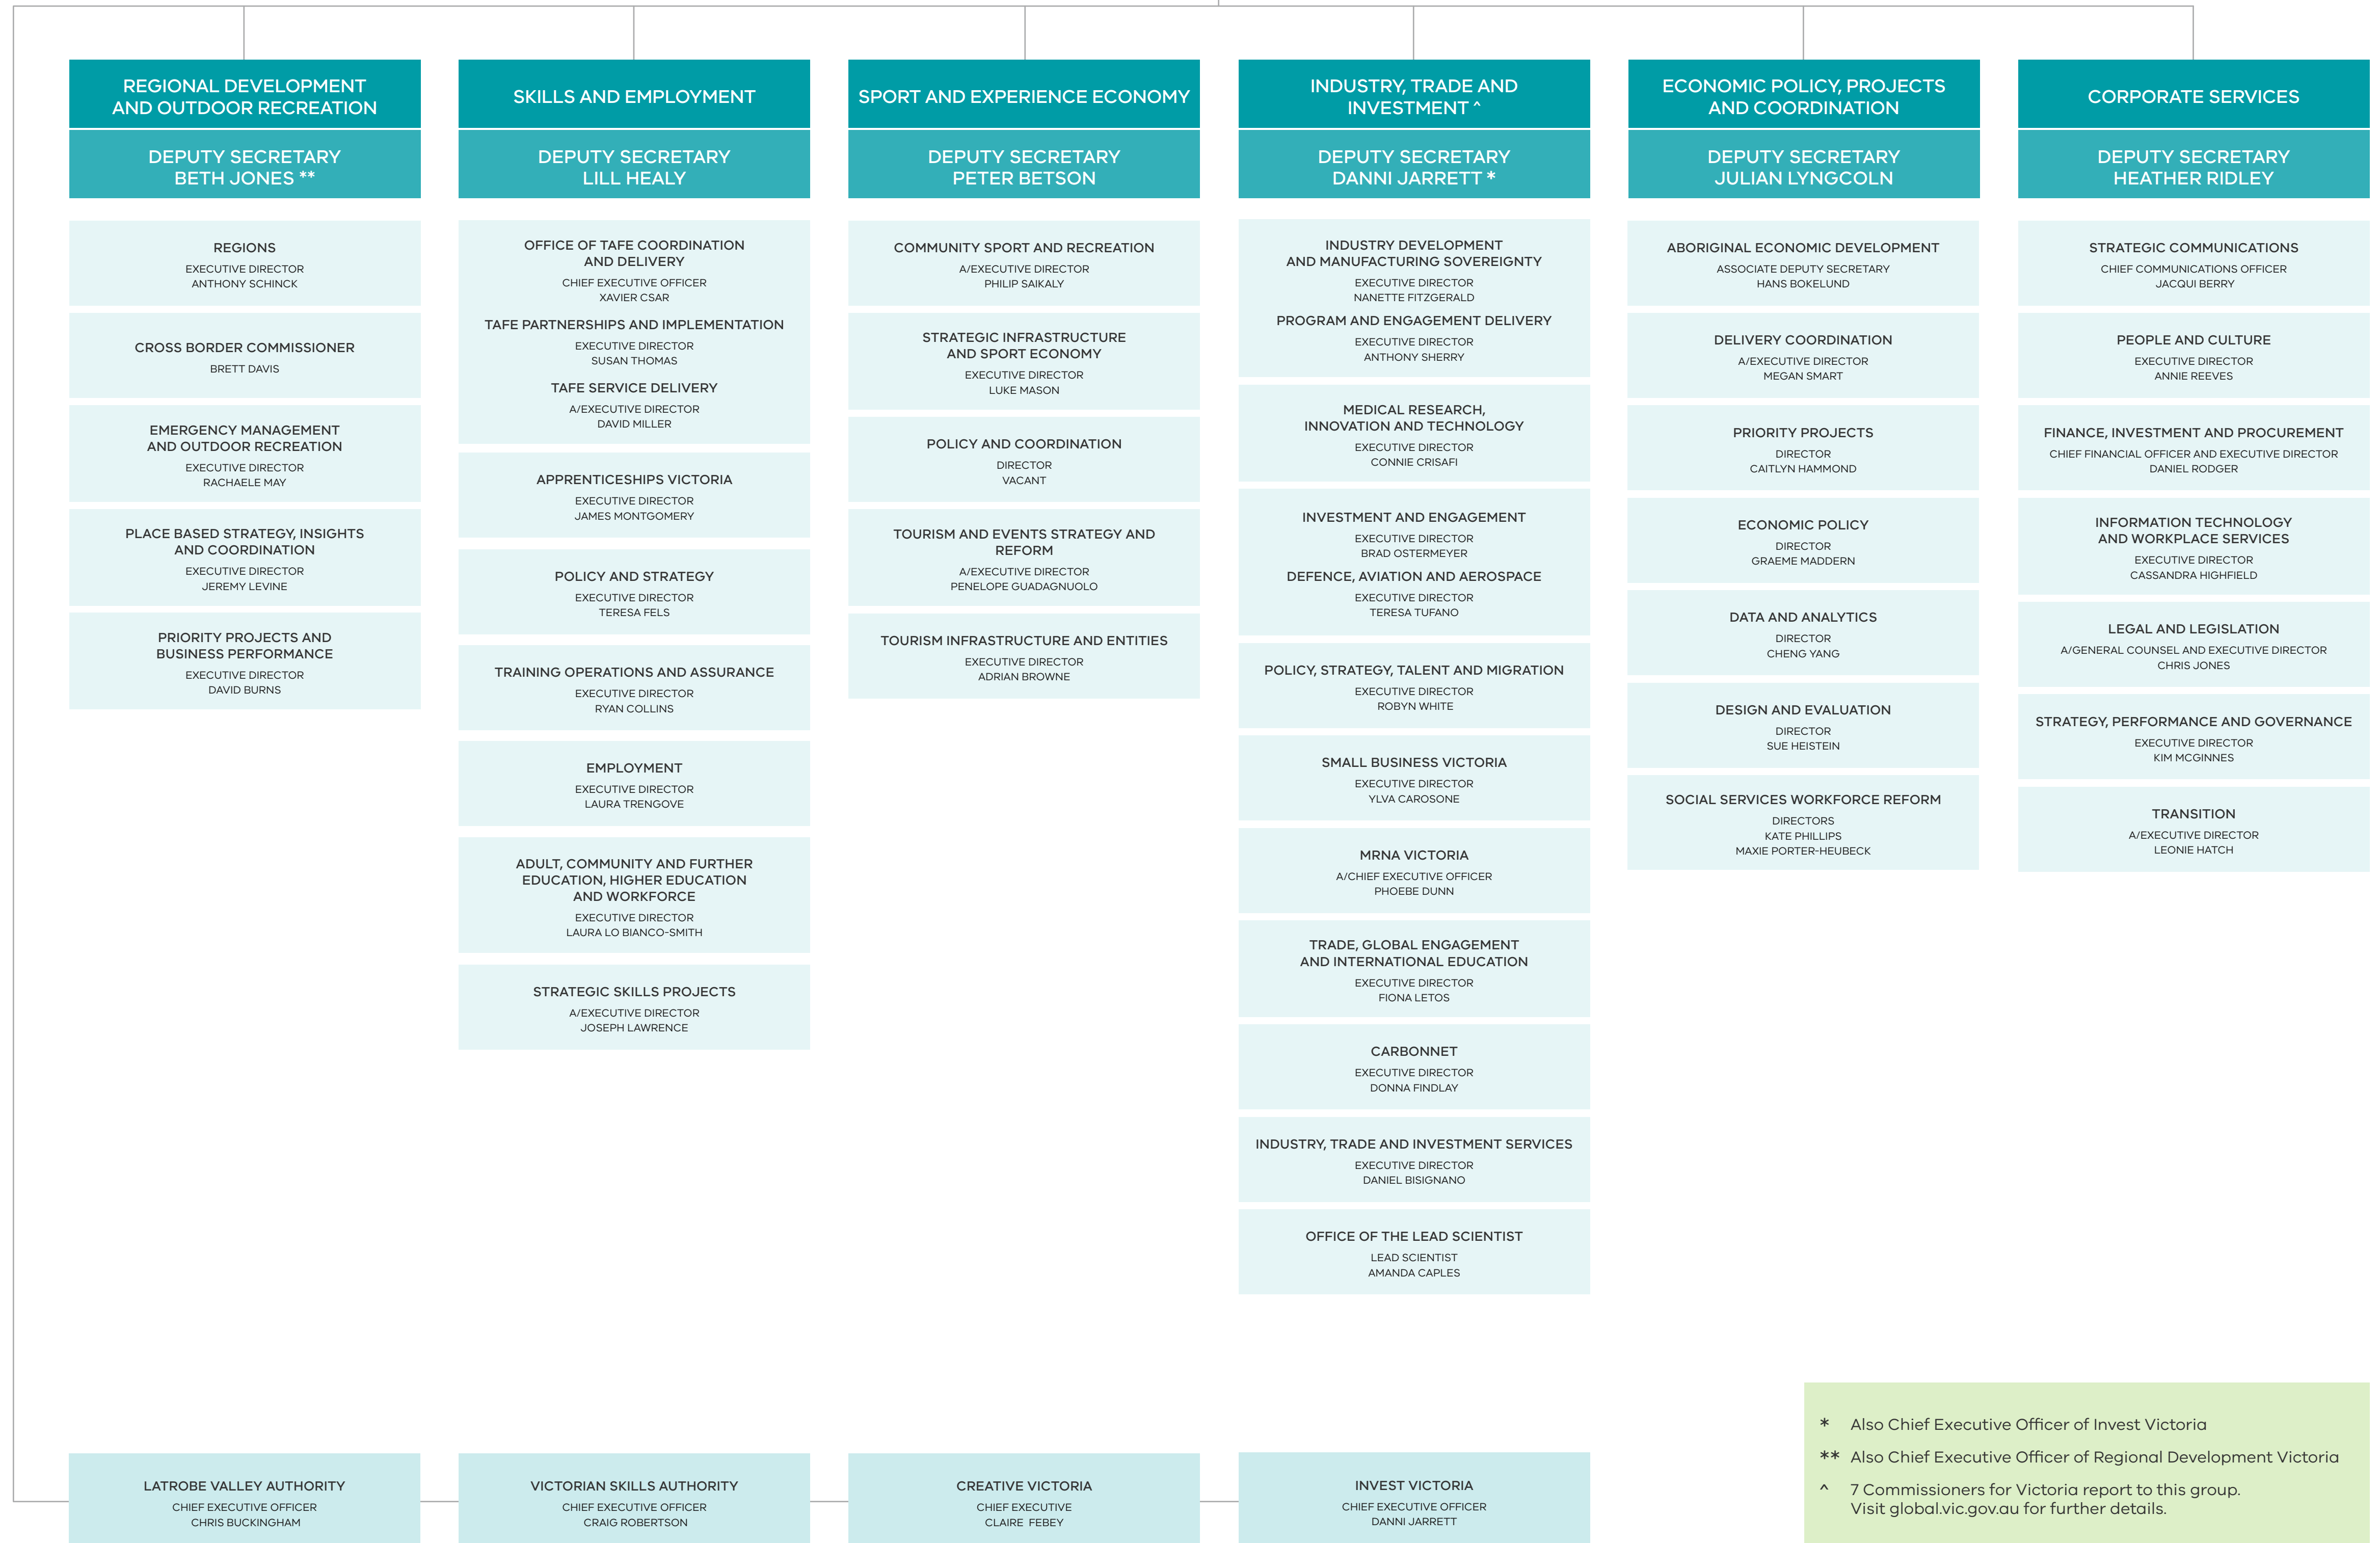 REGIONAL DEVELOPMENT
AND OUTDOOR RECREATION
DEPUTY SECRETARY
BETH JONES **
REGIONS
EXECUTIVE DIRECTOR
ANTHONY SCHINCK
CROSS BORDER COMMISSIONER
BRETT DAVIS
EMERGENCY MANAGEMENT
AND OUTDOOR RECREATION
EXECUTIVE DIRECTOR
RACHAELE MAY
PLACE BASED STRATEGY, INSIGHTS
AND COORDINATION
EXECUTIVE DIRECTOR
JEREMY LEVINE
PRIORITY PROJECTS AND
BUSINESS PERFORMANCE
EXECUTIVE DIRECTOR
DAVID BURNS
SKILLS AND EMPLOYMENT
DEPUTY SECRETARY
LILL HEALY
OFFICE OF TAFE COORDINATION
AND DELIVERY
CHIEF EXECUTIVE OFFICER
XAVIER CSAR
TAFE PARTNERSHIPS AND IMPLEMENTATION
EXECUTIVE DIRECTOR
SUSAN THOMAS
TAFE SERVICE DELIVERY
A/EXECUTIVE DIRECTOR
DAVID MILLER
APPRENTICESHIPS VICTORIA
EXECUTIVE DIRECTOR
JAMES MONTGOMERY
POLICY AND STRATEGY
EXECUTIVE DIRECTOR
TERESA FELS
TRAINING OPERATIONS AND ASSURANCE
EXECUTIVE DIRECTOR
RYAN COLLINS
EMPLOYMENT
EXECUTIVE DIRECTOR
LAURA TRENGOVE
ADULT, COMMUNITY AND FURTHER
EDUCATION, HIGHER EDUCATION
AND WORKFORCE
EXECUTIVE DIRECTOR
LAURA LO BIANCO-SMITH
STRATEGIC SKILLS PROJECTS
A/EXECUTIVE DIRECTOR
JOSEPH LAWRENCE
SPORT AND EXPERIENCE ECONOMY
DEPUTY SECRETARY
PETER BETSON
COMMUNITY SPORT AND RECREATION
A/EXECUTIVE DIRECTOR
PHILIP SAIKALY
STRATEGIC INFRASTRUCTURE
AND SPORT ECONOMY
EXECUTIVE DIRECTOR
LUKE MASON
POLICY AND COORDINATION
DIRECTOR
VACANT
TOURISM AND EVENTS STRATEGY AND
REFORM
A/EXECUTIVE DIRECTOR
PENELOPE GUADAGNUOLO
TOURISM INFRASTRUCTURE AND ENTITIES
EXECUTIVE DIRECTOR
ADRIAN BROWNE
INDUSTRY, TRADE AND
INVESTMENT ^
DEPUTY SECRETARY
DANNI JARRETT *
INDUSTRY DEVELOPMENT
AND MANUFACTURING SOVEREIGNTY
EXECUTIVE DIRECTOR
NANETTE FITZGERALD
PROGRAM AND ENGAGEMENT DELIVERY
EXECUTIVE DIRECTOR
ANTHONY SHERRY
MEDICAL RESEARCH,
INNOVATION AND TECHNOLOGY
EXECUTIVE DIRECTOR
CONNIE CRISAFI
INVESTMENT AND ENGAGEMENT
EXECUTIVE DIRECTOR
BRAD OSTERMEYER
DEFENCE, AVIATION AND AEROSPACE
EXECUTIVE DIRECTOR
TERESA TUFANO
POLICY, STRATEGY, TALENT AND MIGRATION
EXECUTIVE DIRECTOR
ROBYN WHITE
SMALL BUSINESS VICTORIA
EXECUTIVE DIRECTOR
YLVA CAROSONE
MRNA VICTORIA
A/CHIEF EXECUTIVE OFFICER
PHOEBE DUNN
TRADE, GLOBAL ENGAGEMENT
AND INTERNATIONAL EDUCATION
EXECUTIVE DIRECTOR
FIONA LETOS
CARBONNET
EXECUTIVE DIRECTOR
DONNA FINDLAY
INDUSTRY, TRADE AND INVESTMENT SERVICES
EXECUTIVE DIRECTOR
DANIEL BISIGNANO
OFFICE OF THE LEAD SCIENTIST
LEAD SCIENTIST
AMANDA CAPLES
ECONOMIC POLICY, PROJECTS
AND COORDINATION
DEPUTY SECRETARY
JULIAN LYNGCOLN
ABORIGINAL ECONOMIC DEVELOPMENT
ASSOCIATE DEPUTY SECRETARY
HANS BOKELUND
DELIVERY COORDINATION
A/EXECUTIVE DIRECTOR
MEGAN SMART
PRIORITY PROJECTS
DIRECTOR
CAITLYN HAMMOND
ECONOMIC POLICY
DIRECTOR
GRAEME MADDERN
DATA AND ANALYTICS
DIRECTOR
CHENG YANG
DESIGN AND EVALUATION
DIRECTOR
SUE HEISTEIN
SOCIAL SERVICES WORKFORCE REFORM
DIRECTORS
KATE PHILLIPS
MAXIE PORTER-HEUBECK
CORPORATE SERVICES
DEPUTY SECRETARY
HEATHER RIDLEY
STRATEGIC COMMUNICATIONS
CHIEF COMMUNICATIONS OFFICER
JACQUI BERRY
PEOPLE AND CULTURE
EXECUTIVE DIRECTOR
ANNIE REEVES
FINANCE, INVESTMENT AND PROCUREMENT
CHIEF FINANCIAL OFFICER AND EXECUTIVE DIRECTOR
DANIEL RODGER
INFORMATION TECHNOLOGY
AND WORKPLACE SERVICES
EXECUTIVE DIRECTOR
CASSANDRA HIGHFIELD
LEGAL AND LEGISLATION
A/GENERAL COUNSEL AND EXECUTIVE DIRECTOR
CHRIS JONES
STRATEGY, PERFORMANCE AND GOVERNANCE
EXECUTIVE DIRECTOR
KIM MCGINNES
TRANSITION
A/EXECUTIVE DIRECTOR
LEONIE HATCH
LATROBE VALLEY AUTHORITY
CHIEF EXECUTIVE OFFICER
CHRIS BUCKINGHAM
VICTORIAN SKILLS AUTHORITY
CHIEF EXECUTIVE OFFICER
CRAIG ROBERTSON
CREATIVE VICTORIA
CHIEF EXECUTIVE
CLAIRE FEBEY
INVEST VICTORIA
CHIEF EXECUTIVE OFFICER
DANNI JARRETT
* Also Chief Executive Officer of Invest Victoria
** Also Chief Executive Officer of Regional Development Victoria
^ 7 Commissioners for Victoria report to this group.
Visit global.vic.gov.au for further details.